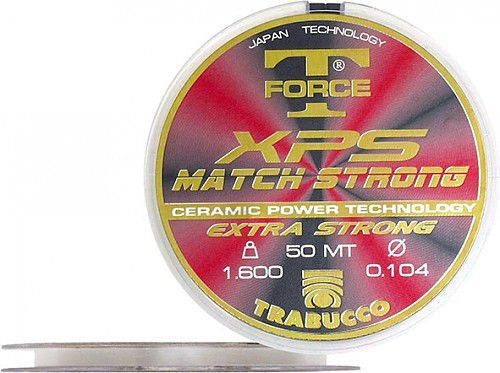 JAPAN TECHNOLOGY
T ®
FORCE
XPS
MATCH STRONG
CERAMIC POWER TECHNOLOGY
EXTRA STRONG
50 MT Ø
1.600 0.104
TRABUCCO